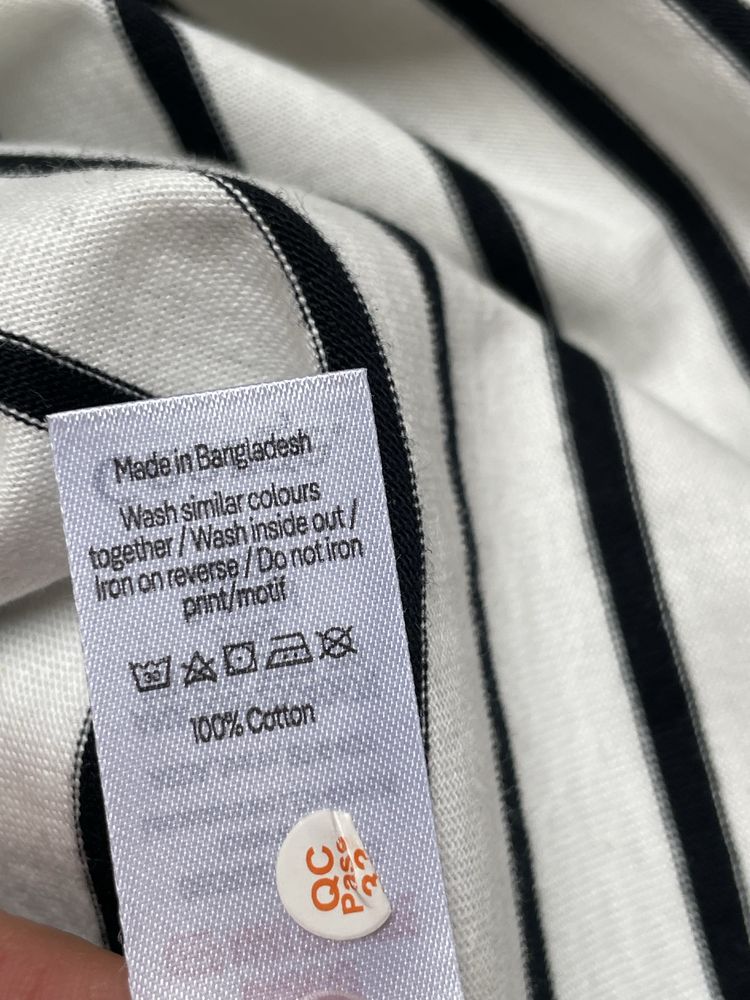 Made in Bangladesh
Wash similar colours
together / Wash inside out /
Iron on reverse / Do not iron
print/motif
30
100% Cotton
QC
Pass